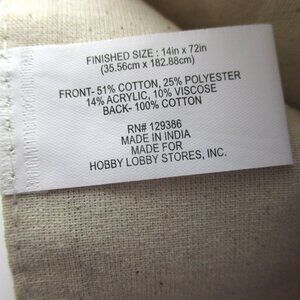 FINISHED SIZE : 14in x 72in
(35.56cm x 182.88cm)
FRONT- 51% COTTON, 25% POLYESTER
14% ACRYLIC, 10% VISCOSE
BACK- 100% COTTON
RN# 129386
MADE IN INDIA
MADE FOR
HOBBY LOBBY STORES, INC.